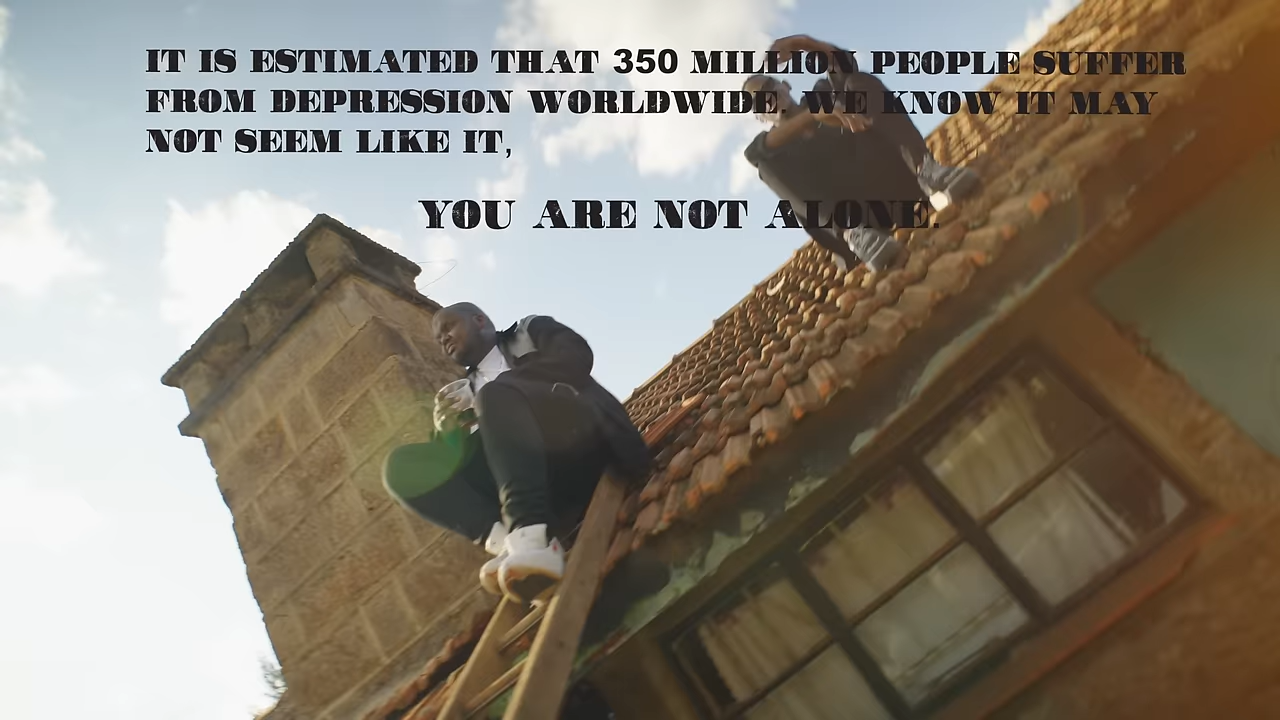 IT IS ESTIMATED THAT 350 MILLION PEOPLE SUFFER
FROM DEPRESSION WORLDWIDE. WE KNOW IT MAY
NOT SEEM LIKE IT,
YOU ARE NOT ALONE.